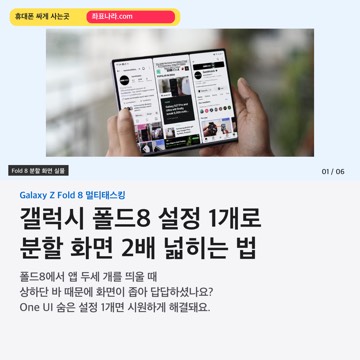 휴대폰 싸게 사는곳
좌표나라.com
Fold 8 분할 화면 실물
01 / 06
Galaxy Z Fold 8 멀티태스킹
갤럭시 폴드8 설정 1개로
분할 화면 2배 넓히는 법
폴드8에서 앱 두세 개를 띄울 때
상하단 바 때문에 화면이 좁아 답답하셨나요?
One UI 숨은 설정 1개면 시원하게 해결돼요.